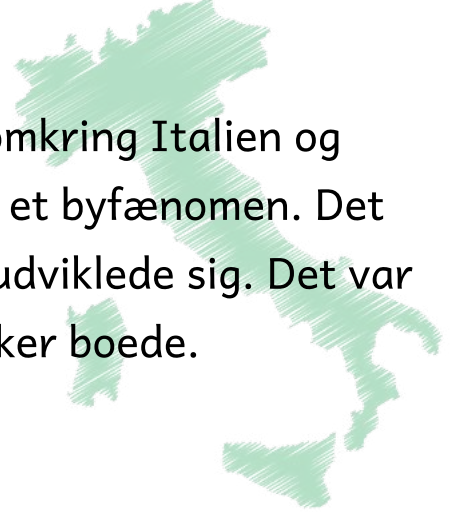 omkring Italien og
et byfænomen. Det
udviklede sig. Det var
ker boede.